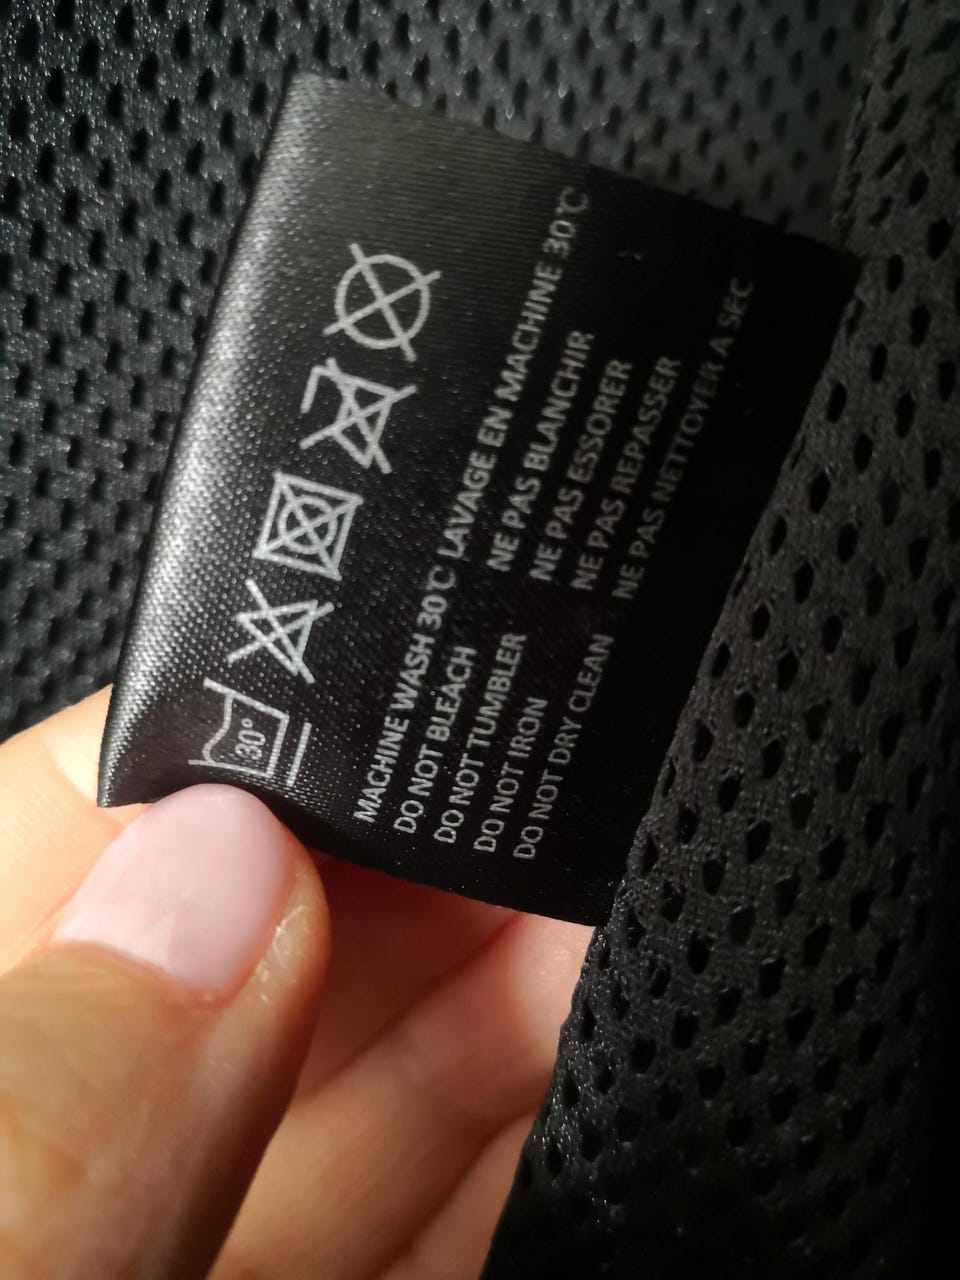 30°
MACHINE WASH 30℃ LAVAGE EN MACHINE 30℃
DO NOT BLEACH NE PAS BLANCHIR
DO NOT TUMBLER NE PAS ESSORER
DO NOT IRON NE PAS REPASSER
DO NOT DRY CLEAN NE PAS NETTOYER A SEC